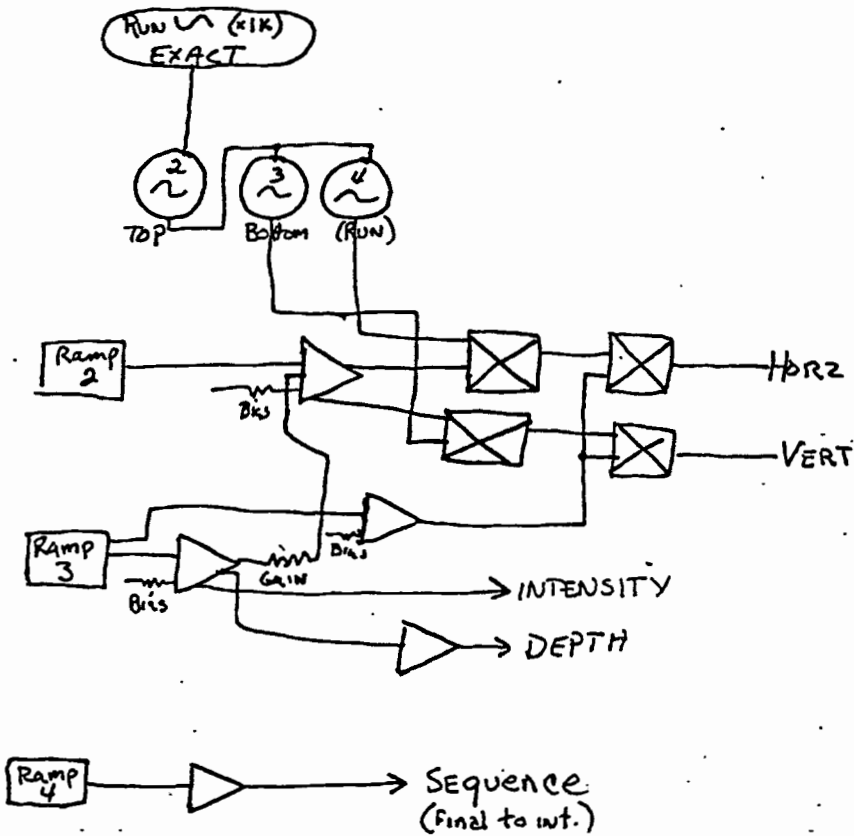 RUN (x1K)
EXACT
2
3
4
TOP
Bottom
(RUN)
Ramp
2
Bias
HORZ
VERT
Ramp
3
Bias
GAIN
Bias
INTENSITY
DEPTH
Ramp
4
SEQUENCE
(Final to int.)